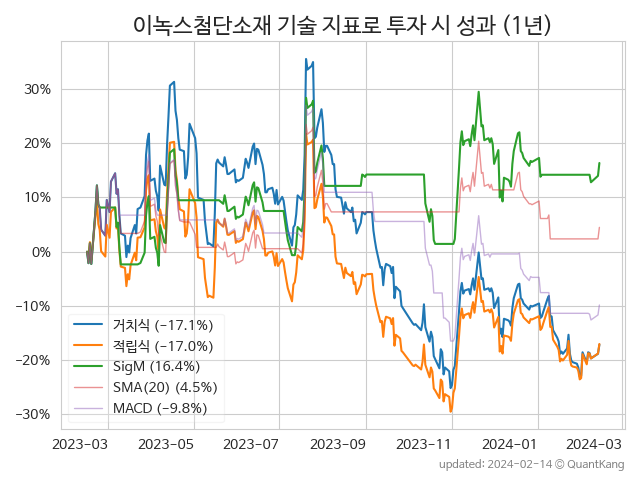 이녹스첨단소재 기술 지표로 투자 시 성과 (1년)
30%
20%
10%
0%
−10%
−20%
−30%
거치식 (−17.1%)
적립식 (−17.0%)
SigM (16.4%)
SMA(20) (4.5%)
MACD (−9.8%)
2023-03 2023-05 2023-07 2023-09 2023-11 2024-01 2024-03
updated: 2024-02-14 ⓒ QuantKang